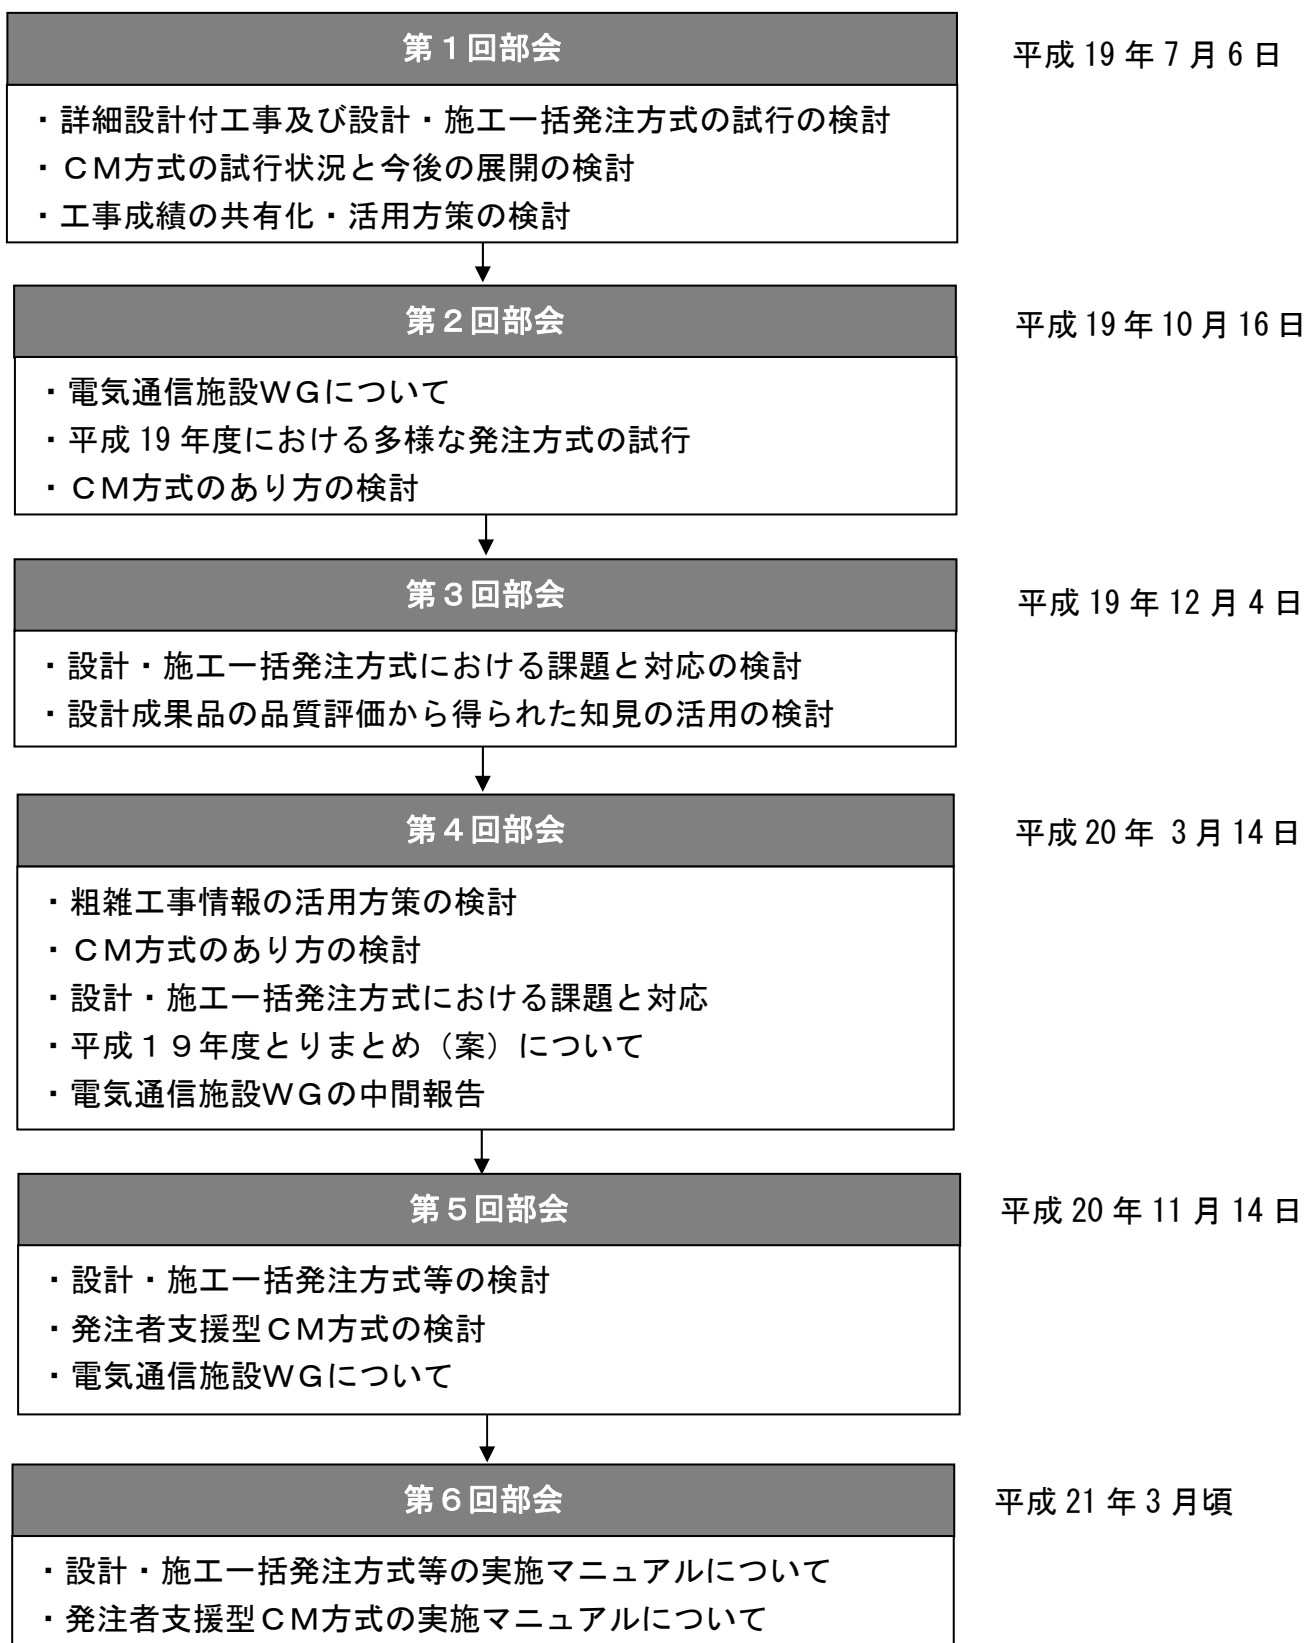 第1回部会
平成 19 年 7 月 6 日
・詳細設計付工事及び設計・施工一括発注方式の試行の検討
・CM方式の試行状況と今後の展開の検討
・工事成績の共有化・活用方策の検討
第2回部会
平成 19 年 10 月 16 日
・電気通信施設WGについて
・平成 19 年度における多様な発注方式の試行
・CM方式のあり方の検討
第3回部会
平成 19 年 12 月 4 日
・設計・施工一括発注方式における課題と対応の検討
・設計成果品の品質評価から得られた知見の活用の検討
第4回部会
平成 20 年 3 月 14 日
・粗雑工事情報の活用方策の検討
・CM方式のあり方の検討
・設計・施工一括発注方式における課題と対応
・平成19年度とりまとめ（案）について
・電気通信施設WGの中間報告
第5回部会
平成 20 年 11 月 14 日
・設計・施工一括発注方式等の検討
・発注者支援型CM方式の検討
・電気通信施設WGについて
第6回部会
平成 21 年 3 月頃
・設計・施工一括発注方式等の実施マニュアルについて
・発注者支援型CM方式の実施マニュアルについて